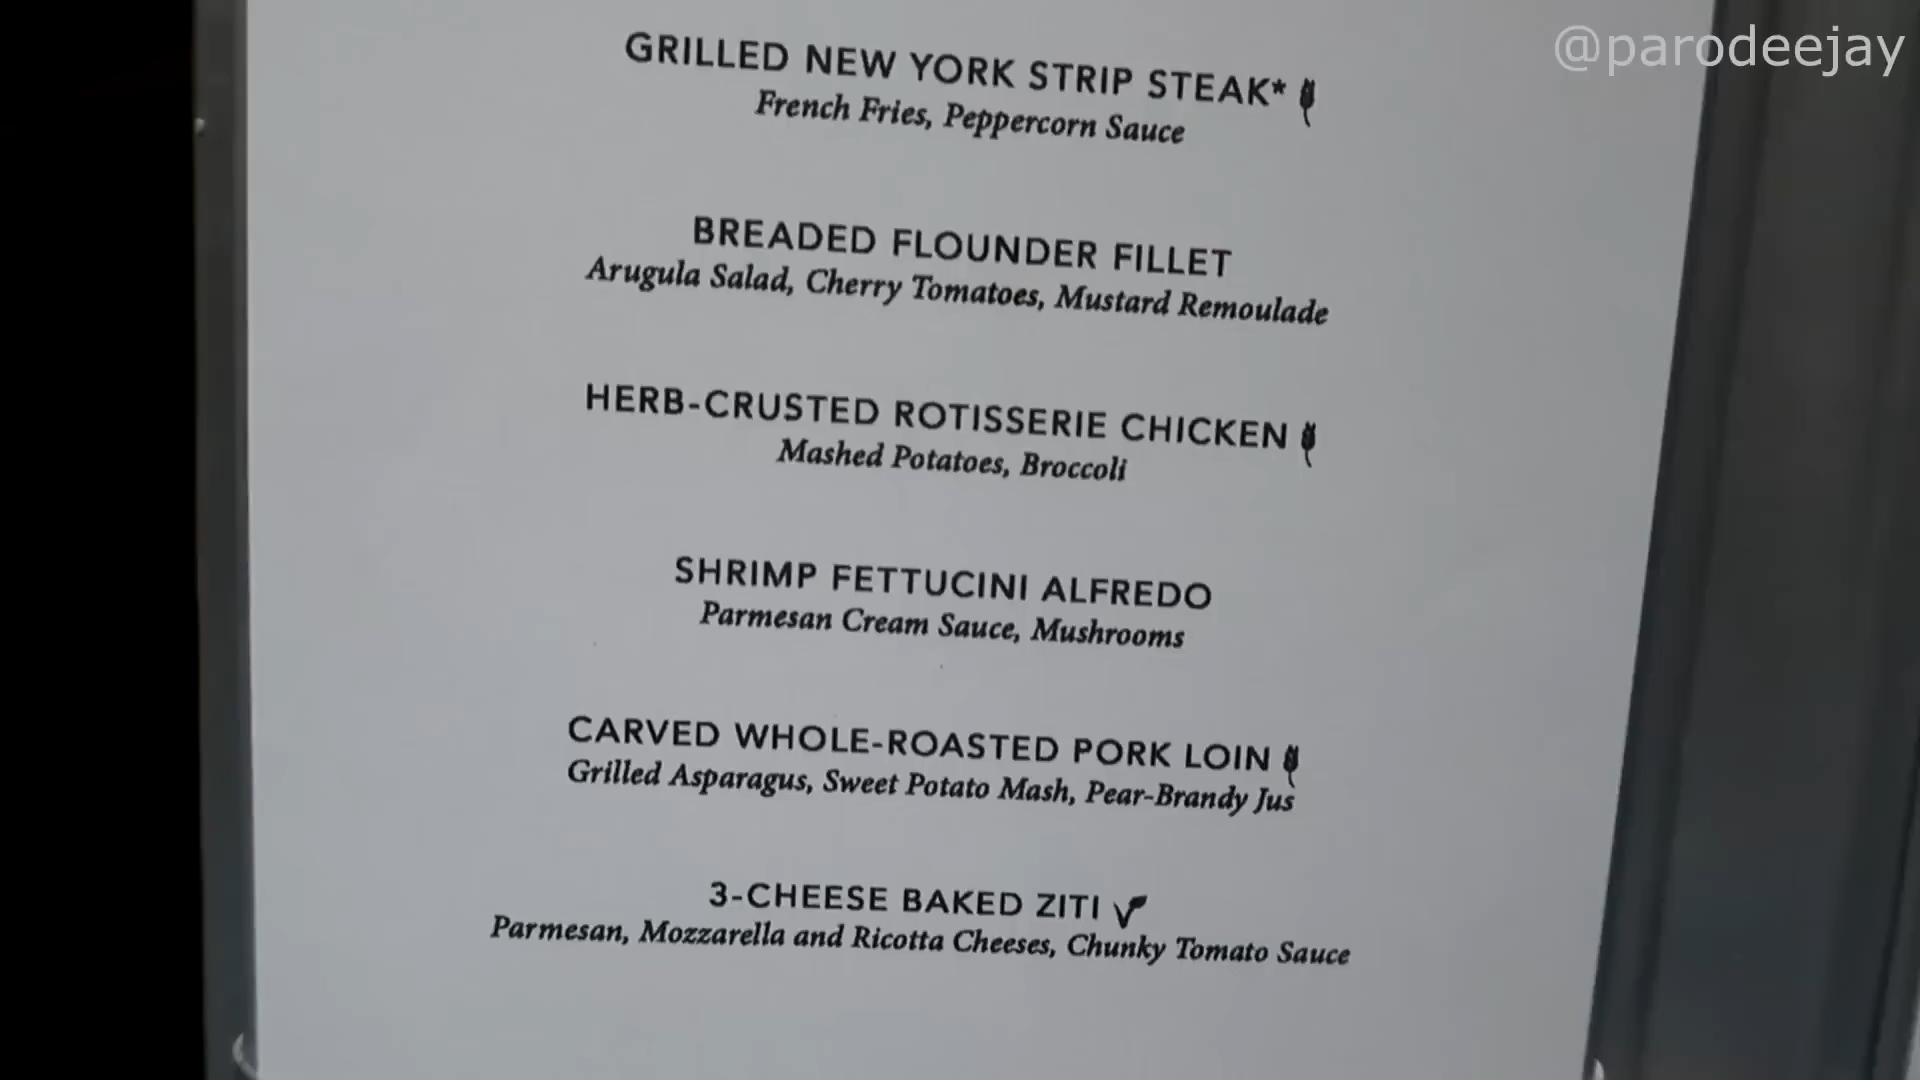 @parodeejay
GRILLED NEW YORK STRIP STEAK*
French Fries, Peppercorn Sauce
BREADED FLOUNDER FILLET
Arugula Salad, Cherry Tomatoes, Mustard Remoulade
HERB-CRUSTED ROTISSERIE CHICKEN
Mashed Potatoes, Broccoli
SHRIMP FETTUCINI ALFREDO
Parmesan Cream Sauce, Mushrooms
CARVED WHOLE-ROASTED PORK LOIN
Grilled Asparagus, Sweet Potato Mash, Pear-Brandy Jus
3-CHEESE BAKED ZITI
Parmesan, Mozzarella and Ricotta Cheeses, Chunky Tomato Sauce